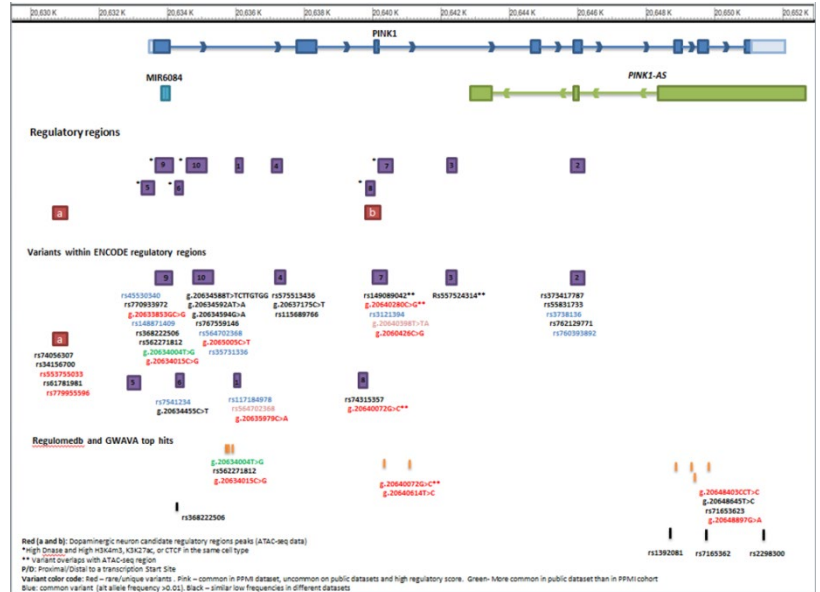 20,630 K 20,632 K 20,634 K 20,636 K 20,638 K 20,640 K 20,642 K 20,644 K 20,646 K 20,648 K 20,650 K 20,652 K
PINK1
MIR6084
PINK1-AS
Regulatory regions
* 9 * 10 1 4 * 7 3 2
* 5 * 6 * 8
a b
Variants within ENCODE regulatory regions
9 10 4 7 3 2
rs45530340
rs770933972
g.20633853GC>G
rs148871409
rs368222506
rs562271812
g.20634004T>G
g.20634015C>G
g.20634588T>TCTTGTGG
g.20634592AT>A
g.20634594G>A
rs767559146
rs564702368
g.2065005C>T
rs35731336
rs575513436
g.20637175C>T
rs115689766
rs149089042**
g.20640280C>G**
rs3121394
g.20640398T>TA
g.2060426C>G
Rs557524314**
rs373417787
rs55831733
rs3738136
rs762129771
rs760393892
a
rs74056307
rs34156700
rs553755033
rs61781981
rs779955596
5 6 1 8
rs7541234
g.20634455C>T
rs117184978
rs564702368
g.20635979C>A
rs74315357
g.20640072G>C**
Regulomedb and GWAVA top hits
g.20634004T>G
rs562271812
g.20634015C>G
g.20640072G>C**
g.20640614T>C
g.20648403CCT>C
g.20648645T>C
rs71653623
g.20648897G>A
rs368222506
rs1392081 rs7165362 rs2298300
Red (a and b): Dopaminergic neuron candidate regulatory regions peaks (ATAC-seq data)
*High Dnase and High H3K4m3, K3K27ac, or CTCF in the same cell type
** Variant overlaps with ATAC-seq region
P/D: Proximal/Distal to a transcription Start Site
Variant color code: Red – rare/unique variants . Pink – common in PPMI dataset, uncommon on public datasets and high regulatory score. Green- More common in public dataset than in PPMI cohort
Blue: common variant (alt allele frequency >0.01). Black – similar low frequencies in different datasets